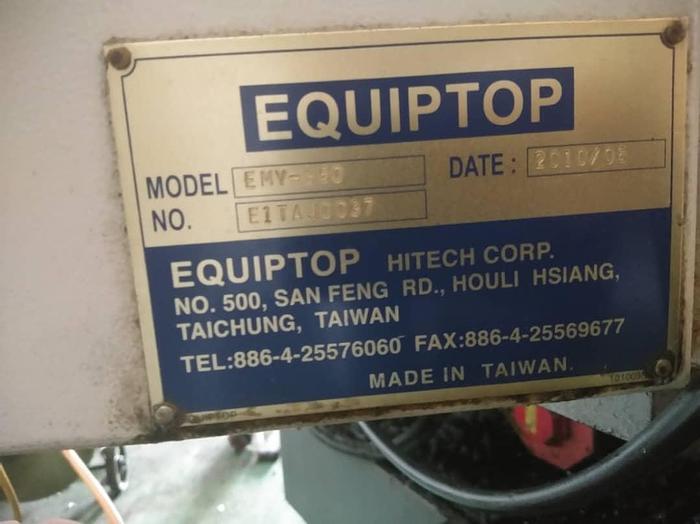 EQUIPTOP
MODEL DATE :
NO.
EQUIPTOP HITECH CORP.
NO. 500, SAN FENG RD., HOULI HSIANG,
TAICHUNG, TAIWAN
TEL:886-4-25576060 FAX:886-4-25569677
MADE IN TAIWAN.
EQUIPTOP